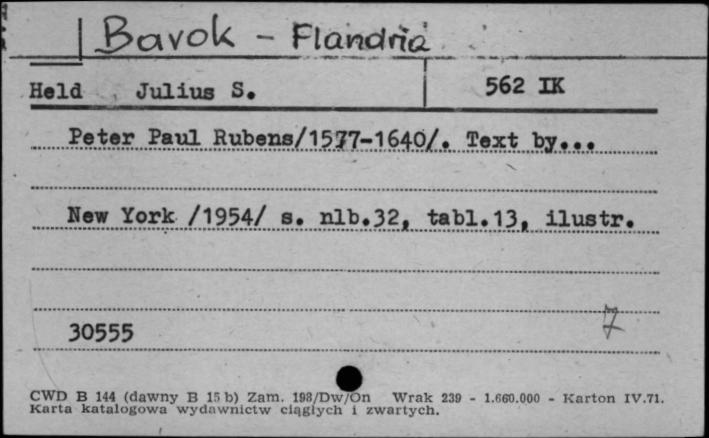 Barok - Flandria
Held Julius S. 562 IK
Peter Paul Rubens/1577-1640/. Text by...
New York /1954/ s. nlb.32, tabl.13, ilustr.
30555 7
CWD B 144 (dawny B 15 b) Zam. 198/Dw/On Wrak 239 - 1.660.000 - Karton IV.71.
Karta katalogowa wydawnictw ciągłych i zwartych.